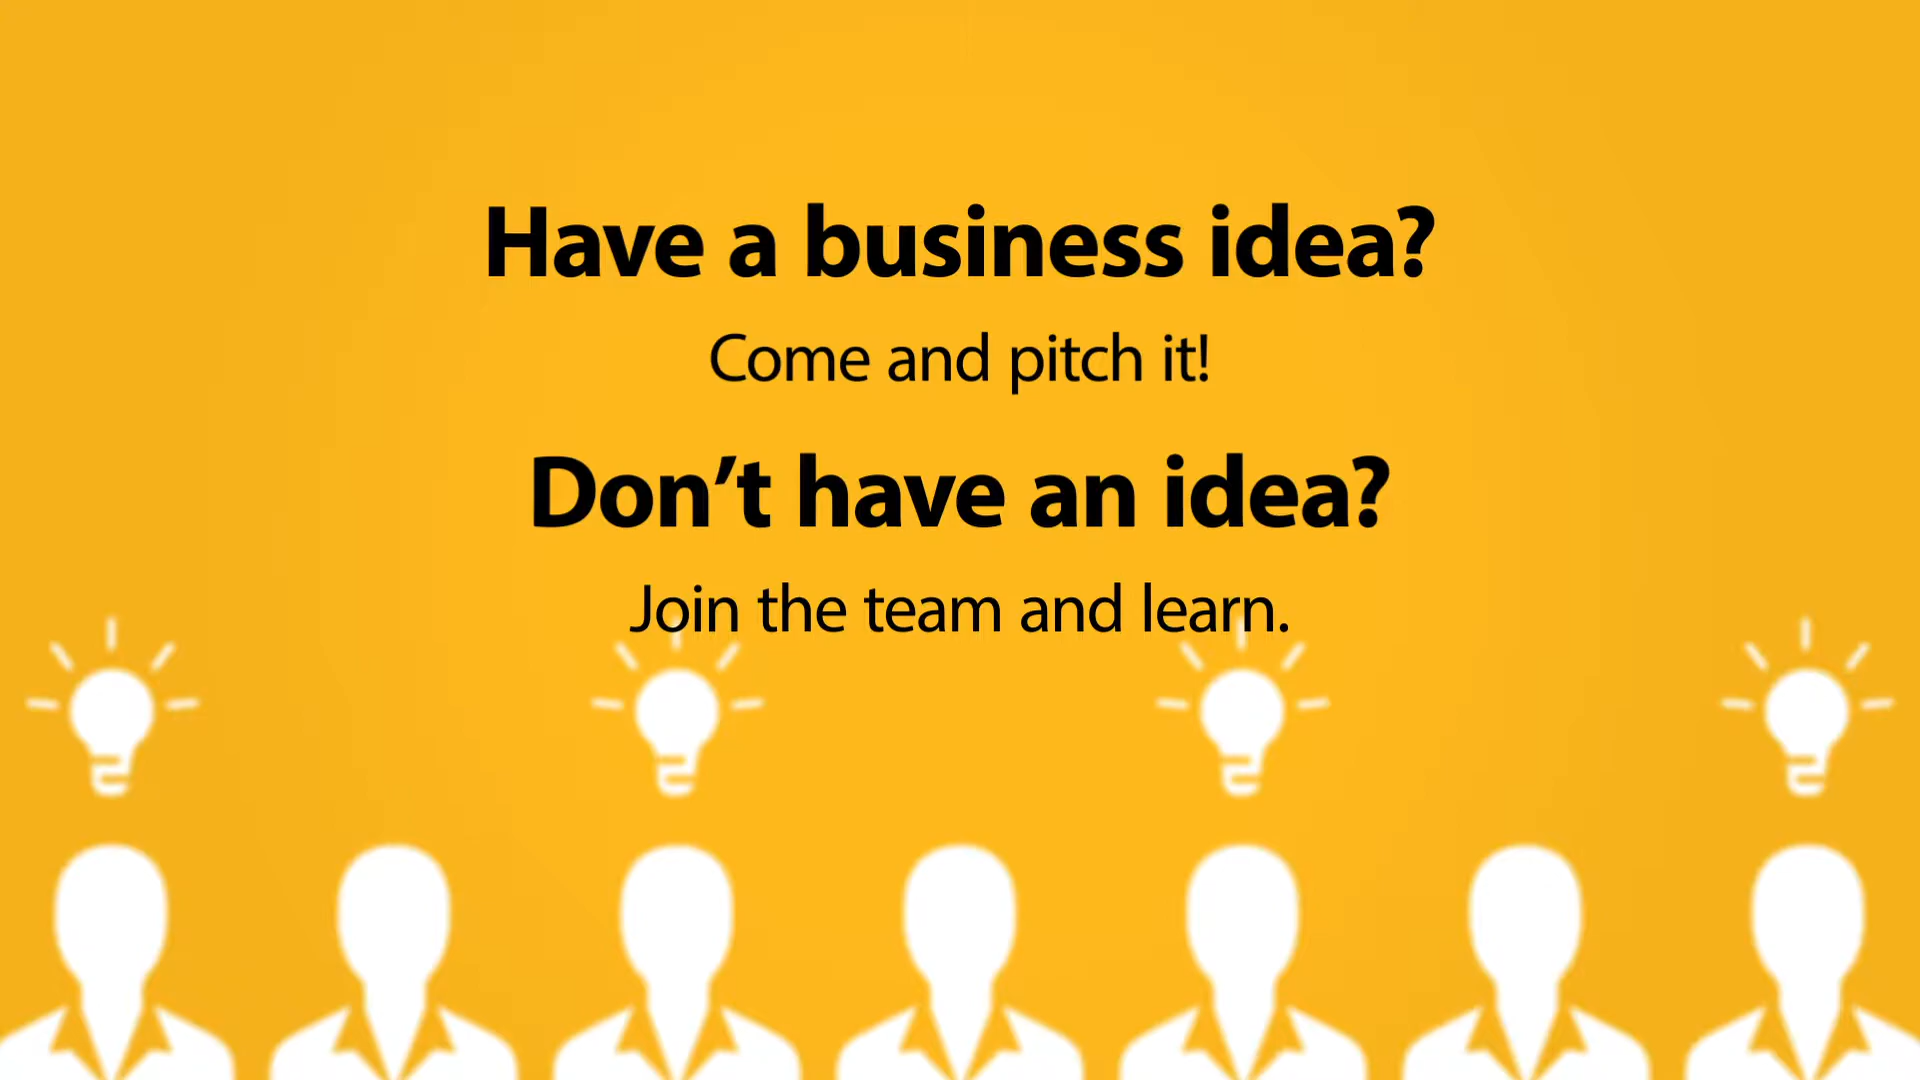 Have a business idea?
Come and pitch it!
Don’t have an idea?
Join the team and learn.